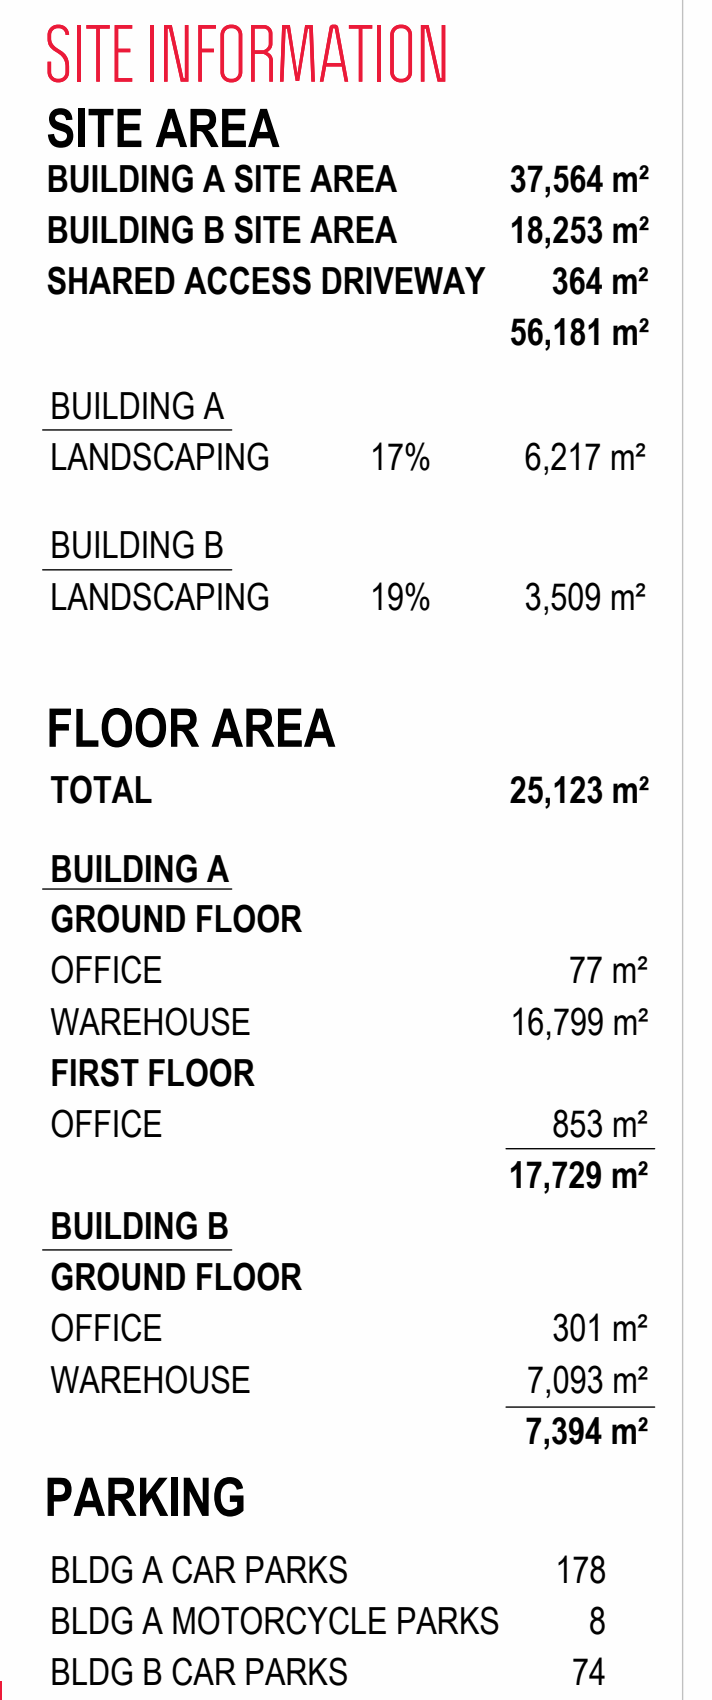 SITE INFORMATION
SITE AREA
BUILDING A SITE AREA 37,564 m²
BUILDING B SITE AREA 18,253 m²
SHARED ACCESS DRIVEWAY 364 m²
56,181 m²
BUILDING A
LANDSCAPING 17% 6,217 m²
BUILDING B
LANDSCAPING 19% 3,509 m²
FLOOR AREA
TOTAL 25,123 m²
BUILDING A
GROUND FLOOR
OFFICE 77 m²
WAREHOUSE 16,799 m²
FIRST FLOOR
OFFICE 853 m²
17,729 m²
BUILDING B
GROUND FLOOR
OFFICE 301 m²
WAREHOUSE 7,093 m²
7,394 m²
PARKING
BLDG A CAR PARKS 178
BLDG A MOTORCYCLE PARKS 8
BLDG B CAR PARKS 74